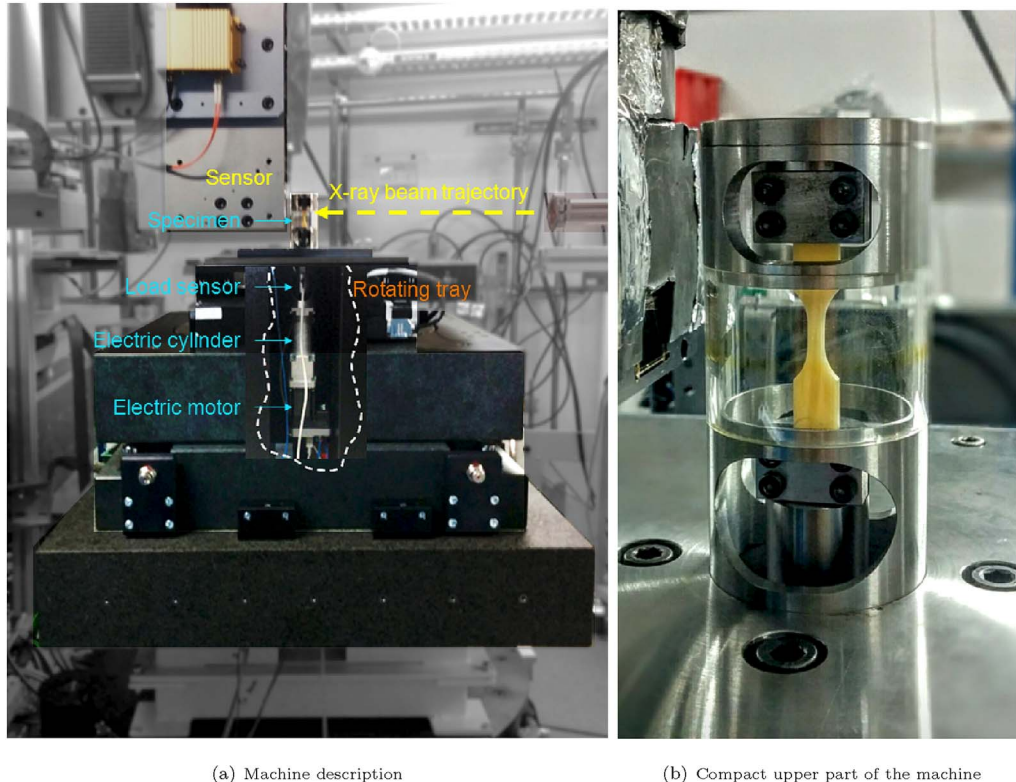 Sensor
X-ray beam trajectory
Specimen
Load sensor
Rotating tray
Electric cylinder
Electric motor
(a) Machine description
(b) Compact upper part of the machine